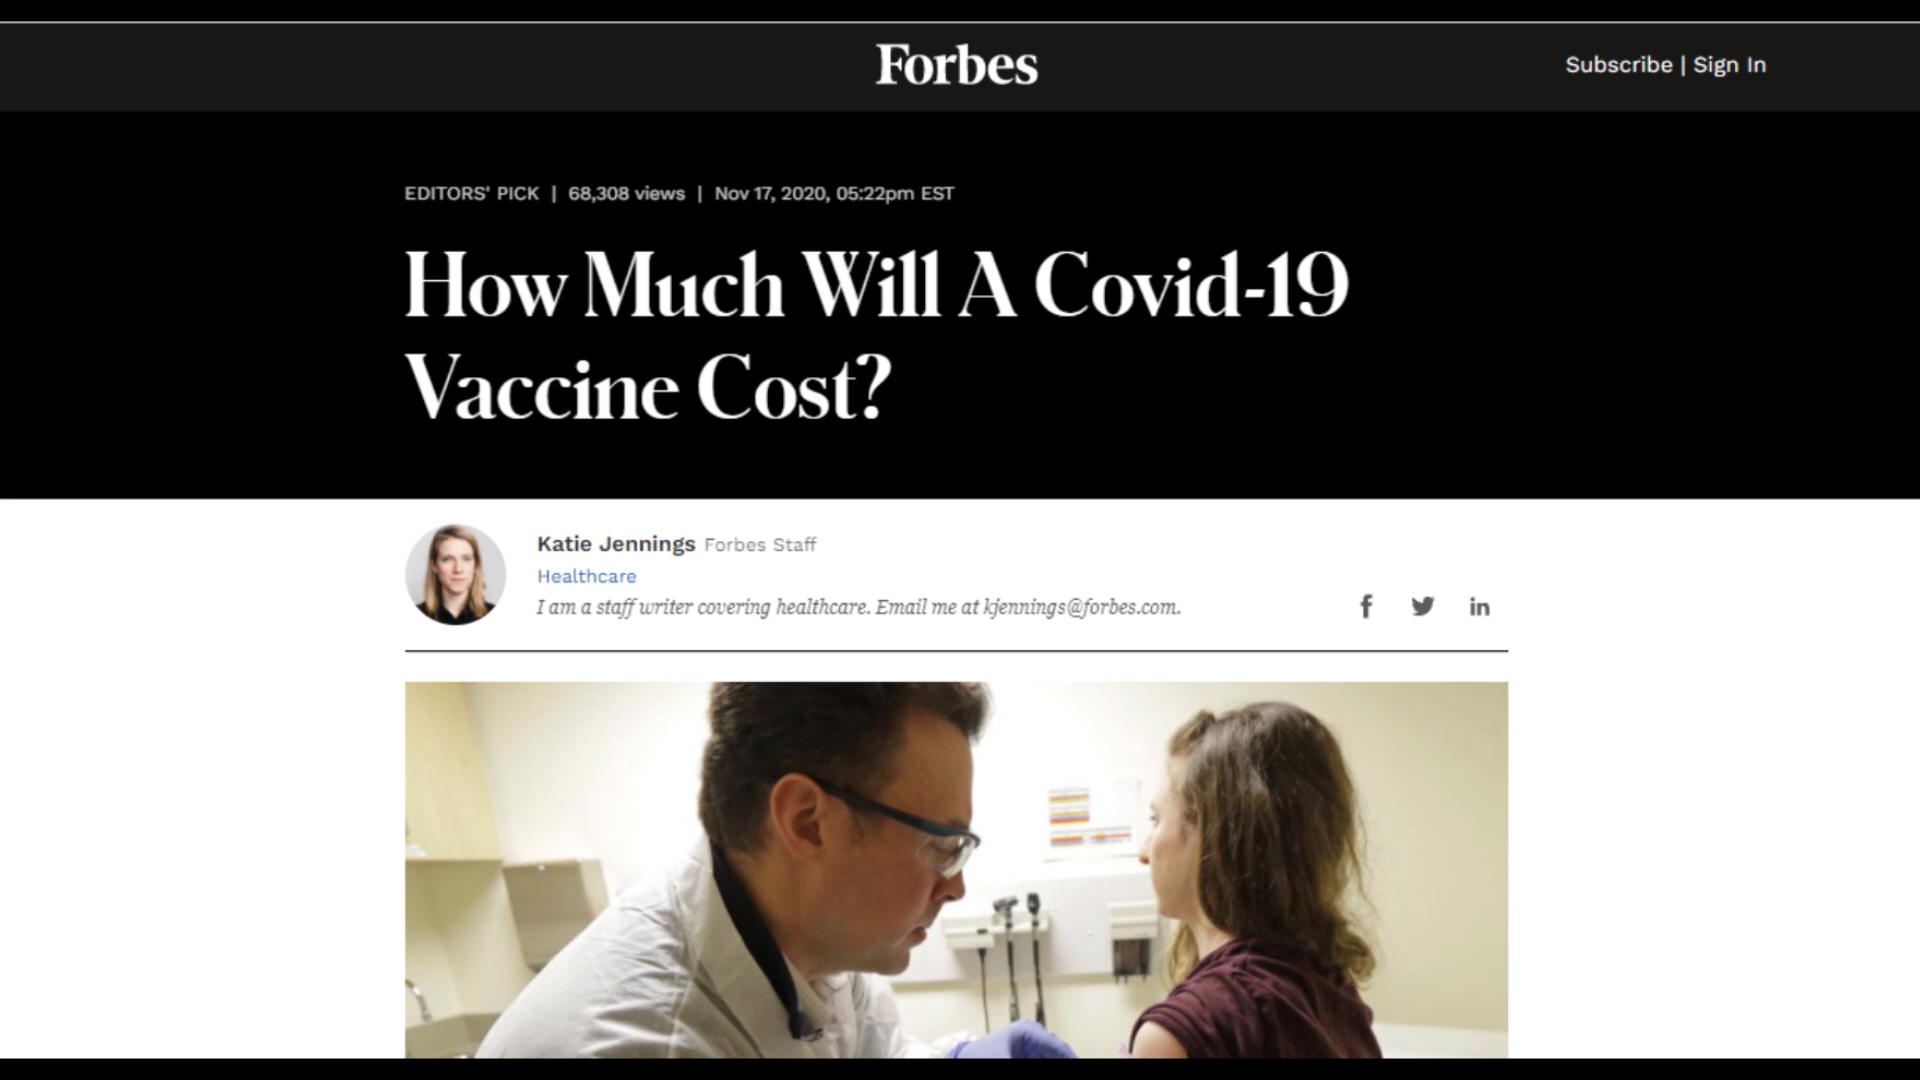 Forbes
Subscribe | Sign In
EDITORS' PICK | 68,308 views | Nov 17, 2020, 05:22pm EST
How Much Will A Covid-19
Vaccine Cost?
Katie Jennings Forbes Staff
Healthcare
I am a staff writer covering healthcare. Email me at kjennings@forbes.com.